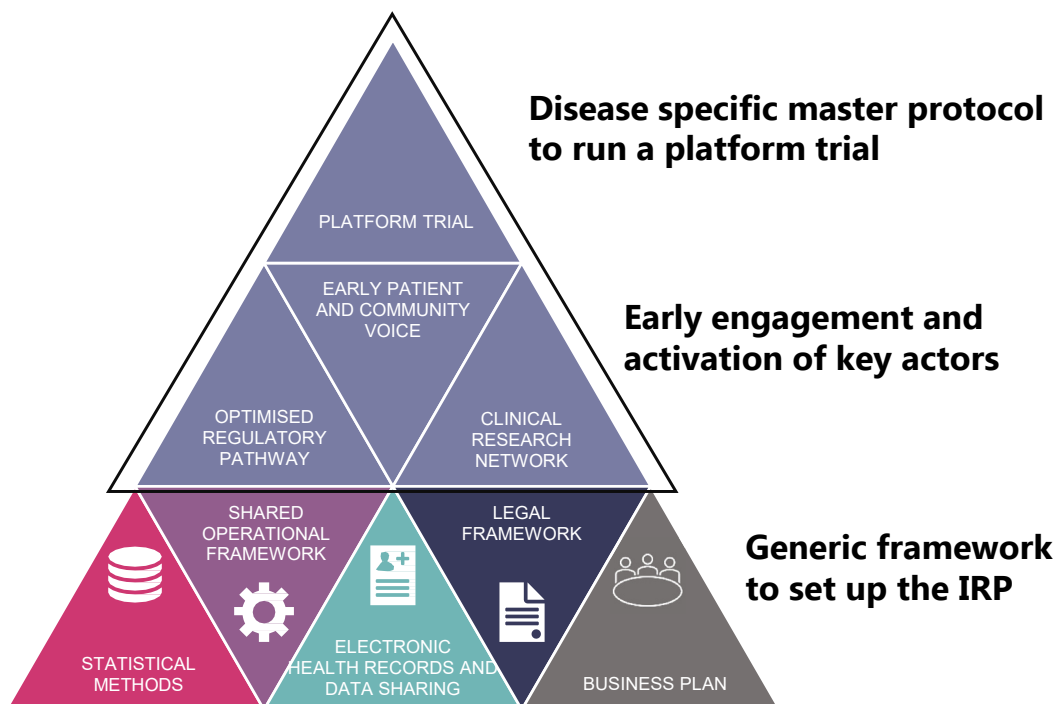 Disease specific master protocol
to run a platform trial
PLATFORM TRIAL
EARLY PATIENT
AND COMMUNITY
VOICE
Early engagement and
activation of key actors
OPTIMISED
REGULATORY
PATHWAY
CLINICAL
RESEARCH
NETWORK
SHARED
OPERATIONAL
FRAMEWORK
LEGAL
FRAMEWORK
Generic framework
to set up the IRP
STATISTICAL
METHODS
ELECTRONIC
HEALTH RECORDS AND
DATA SHARING
BUSINESS PLAN